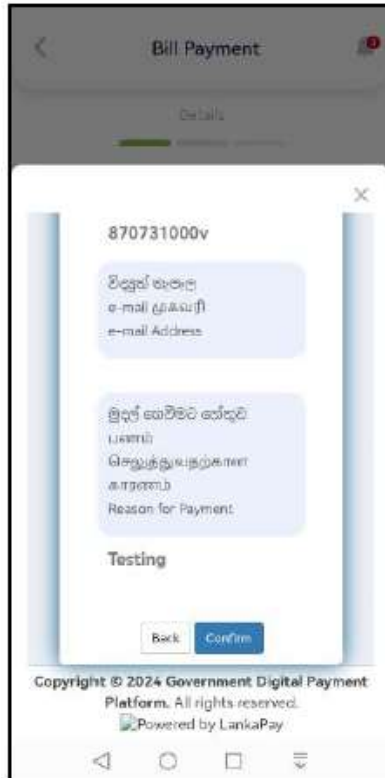 Bill Payment
Details
870731000v
විද්‍යුත් තැපෑල
e-mail முகவரி
e-mail Address
මුදල් ගෙවීමට හේතුව
பணம்
செலுத்துவதற்கான
காரணம்
Reason for Payment
Testing
Back Confirm
Copyright © 2024 Government Digital Payment
Platform. All rights reserved.
Powered by LankaPay